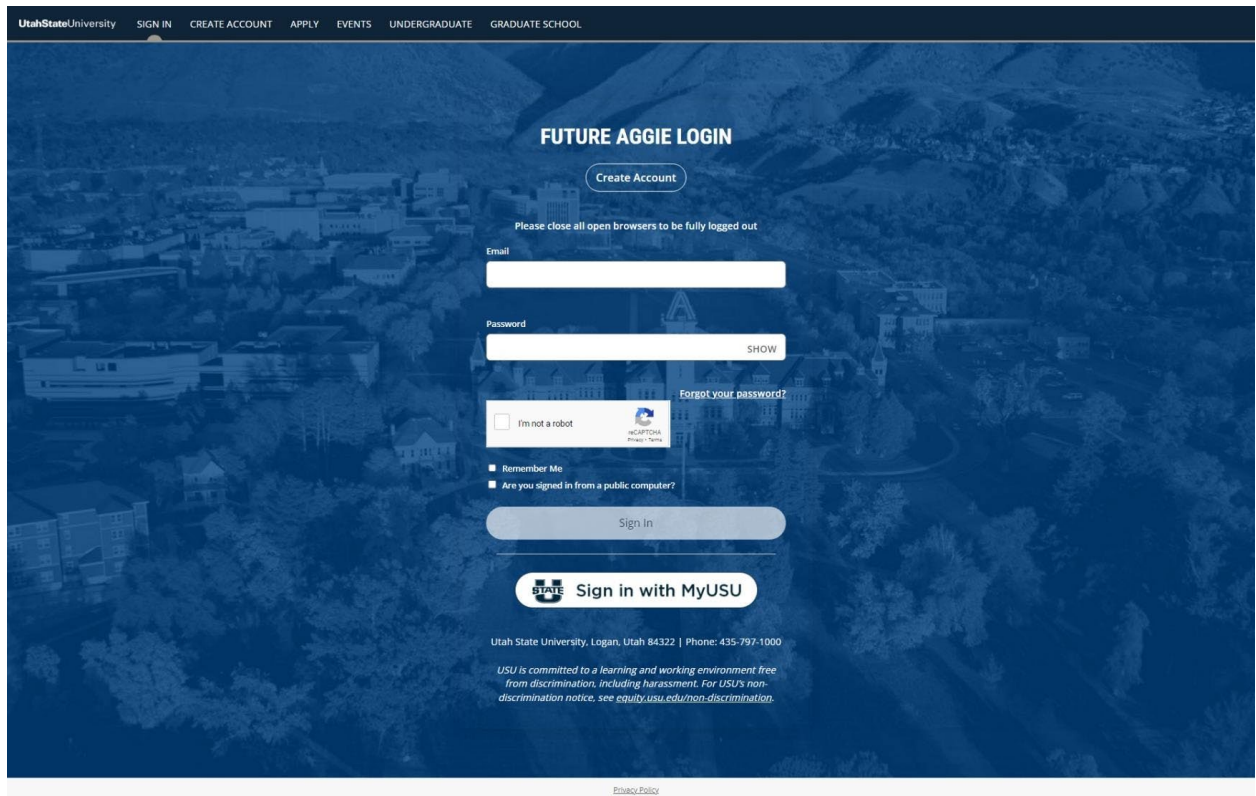 UtahStateUniversity SIGN IN CREATE ACCOUNT APPLY EVENTS UNDERGRADUATE GRADUATE SCHOOL
FUTURE AGGIE LOGIN
Create Account
Please close all open browsers to be fully logged out
Email
Password
SHOW
Forgot your password?
I'm not a robot
reCAPTCHA
Privacy - Terms
Remember Me
Are you signed in from a public computer?
Sign In
STATE
Sign in with MyUSU
Utah State University, Logan, Utah 84322 | Phone: 435-797-1000
USU is committed to a learning and working environment free
from discrimination, including harassment. For USU's non-
discrimination notice, see equity.usu.edu/non-discrimination.
Privacy Policy